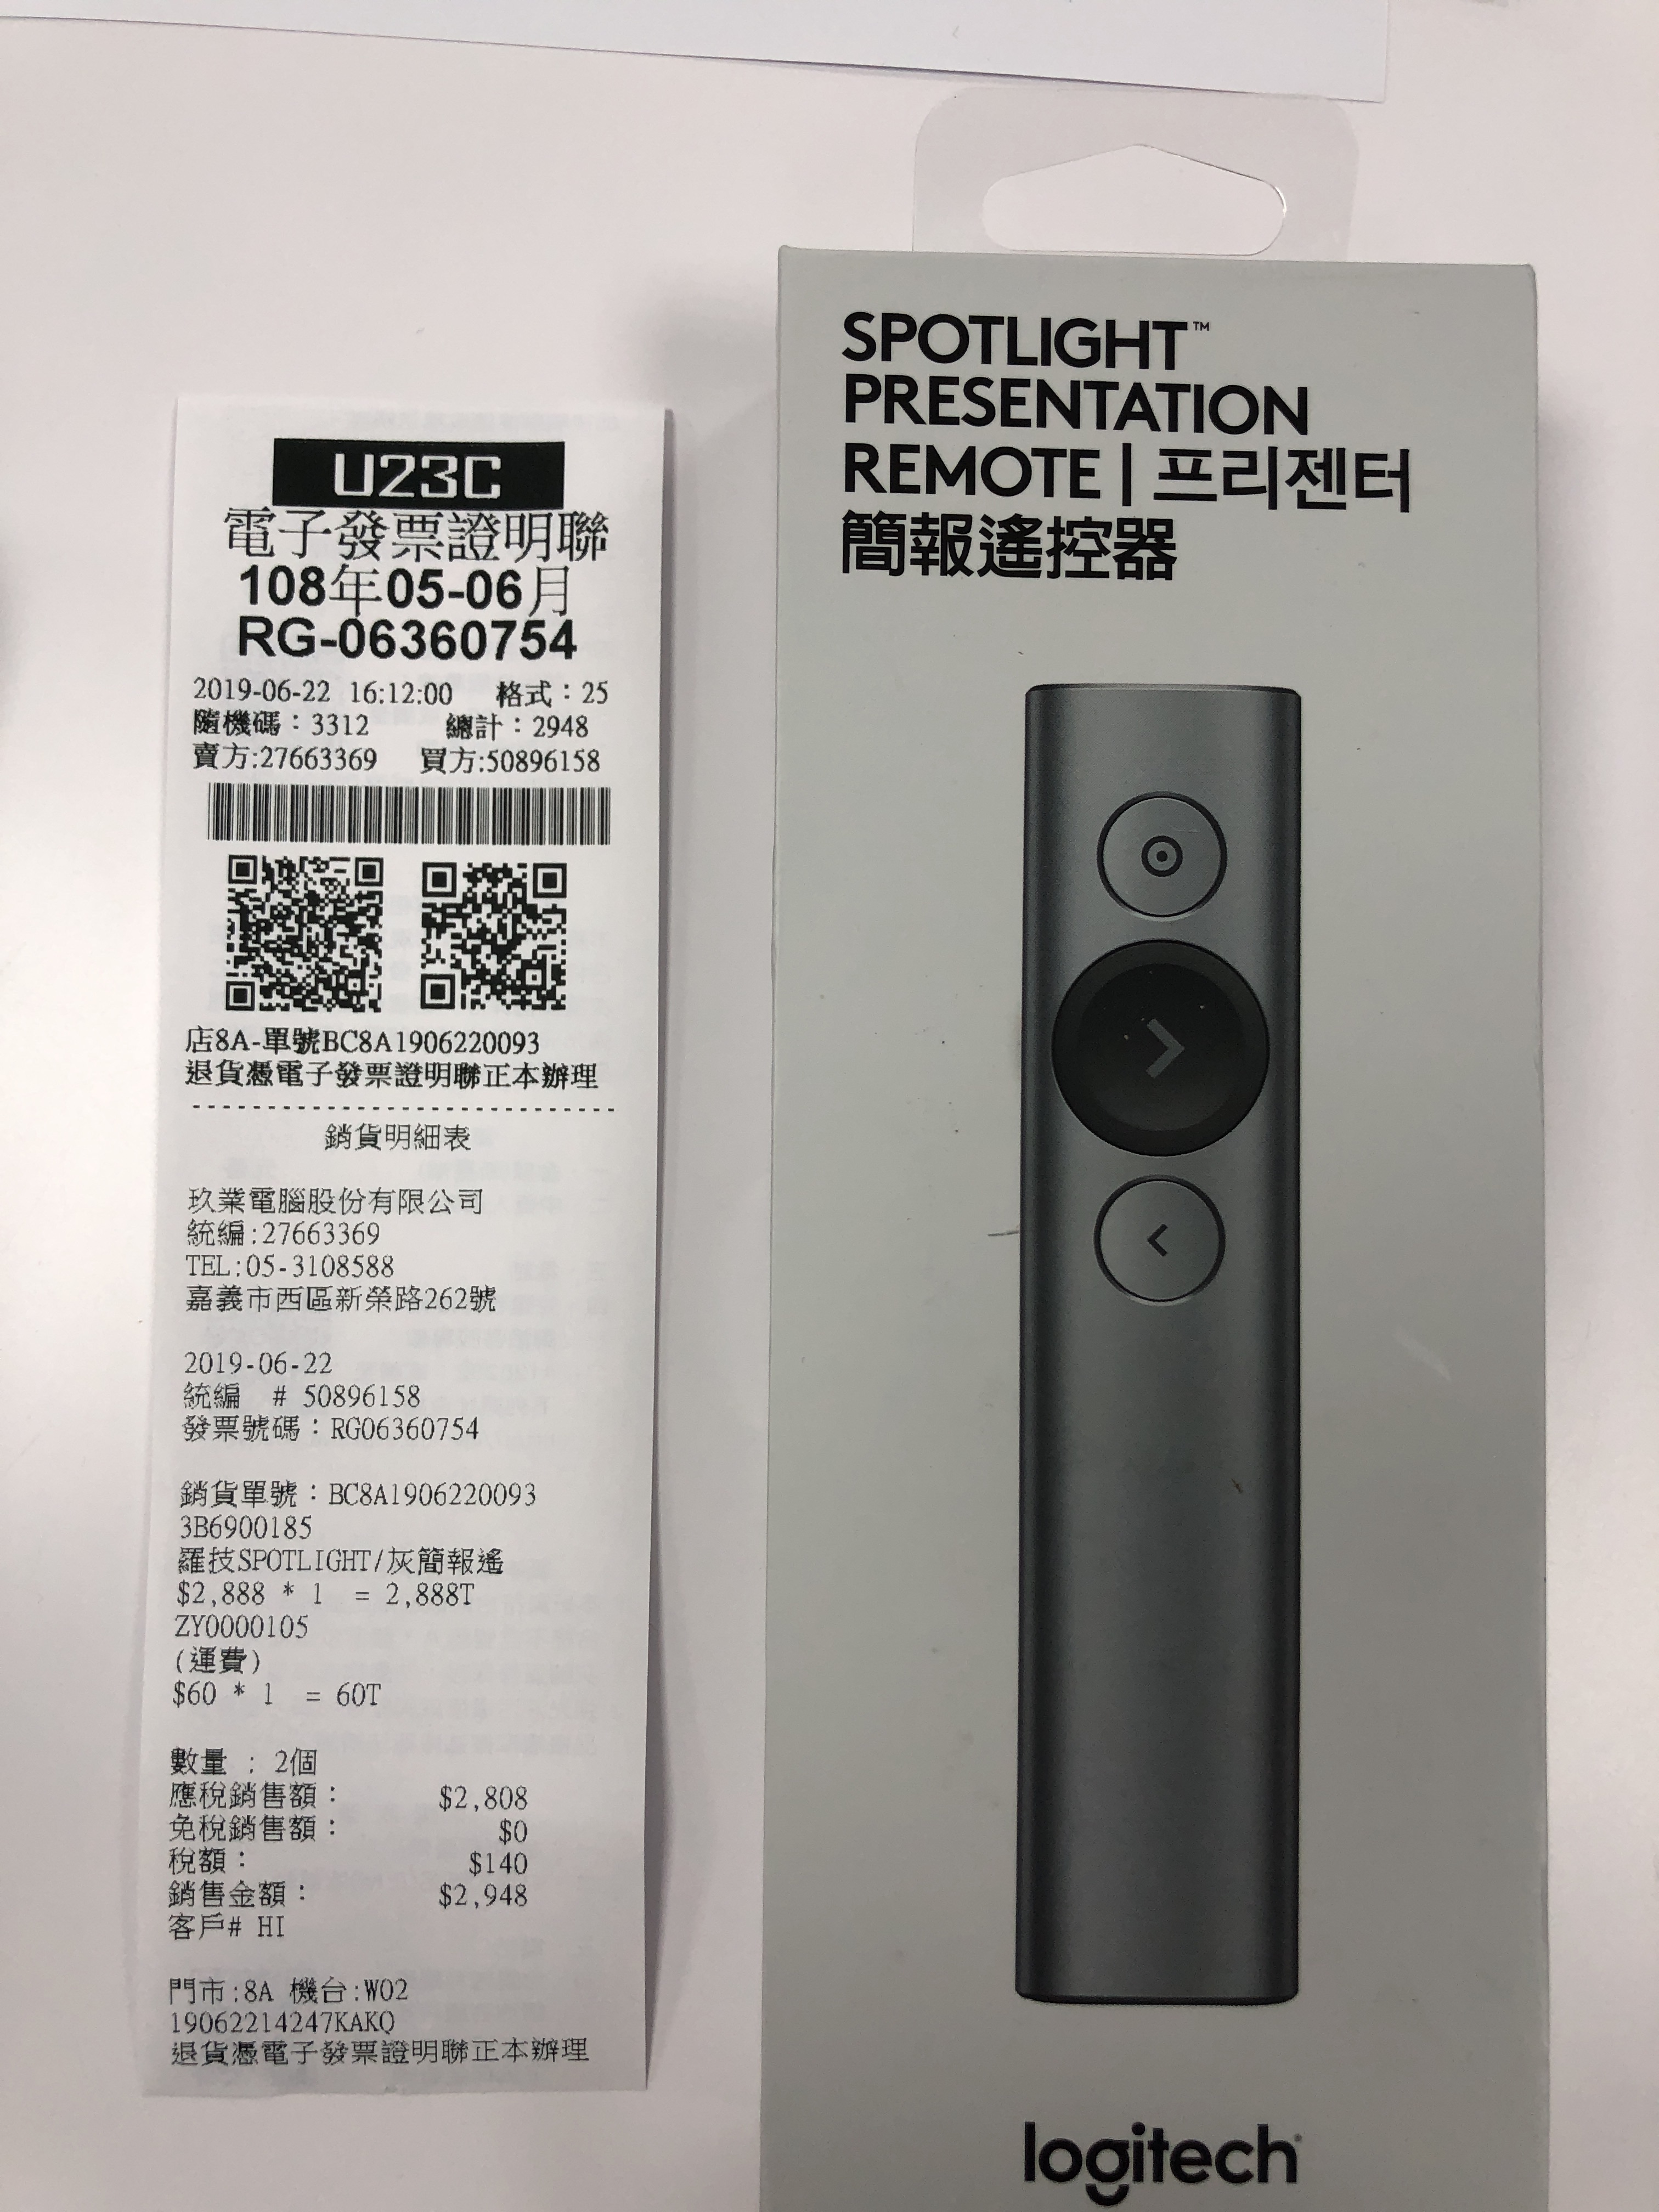 U23C
電子發票證明聯
108年05-06月
RG-06360754
2019-06-22 16:12:00 格式：25
隨機碼：3312 總計：2948
賣方:27663369 買方:50896158
店8A-單號BC8A1906220093
退貨憑電子發票證明聯正本辦理
銷貨明細表
玖業電腦股份有限公司
統編:27663369
TEL:05-3108588
嘉義市西區新榮路262號
2019-06-22
統編 # 50896158
發票號碼：RG06360754
銷貨單號：BC8A1906220093
3B6900185
羅技SPOTLIGHT/灰簡報遙
$2,888 * 1 = 2,888T
ZY0000105
(運費)
$60 * 1 = 60T
數量 : 2個
應稅銷售額： $2,808
免稅銷售額： $0
稅額： $140
銷售金額： $2,948
客戶# HI
門市:8A 機台:W02
19062214247KAKQ
退貨憑電子發票證明聯正本辦理
SPOTLIGHT™
PRESENTATION
REMOTE | 프리젠터
簡報遙控器
logitech